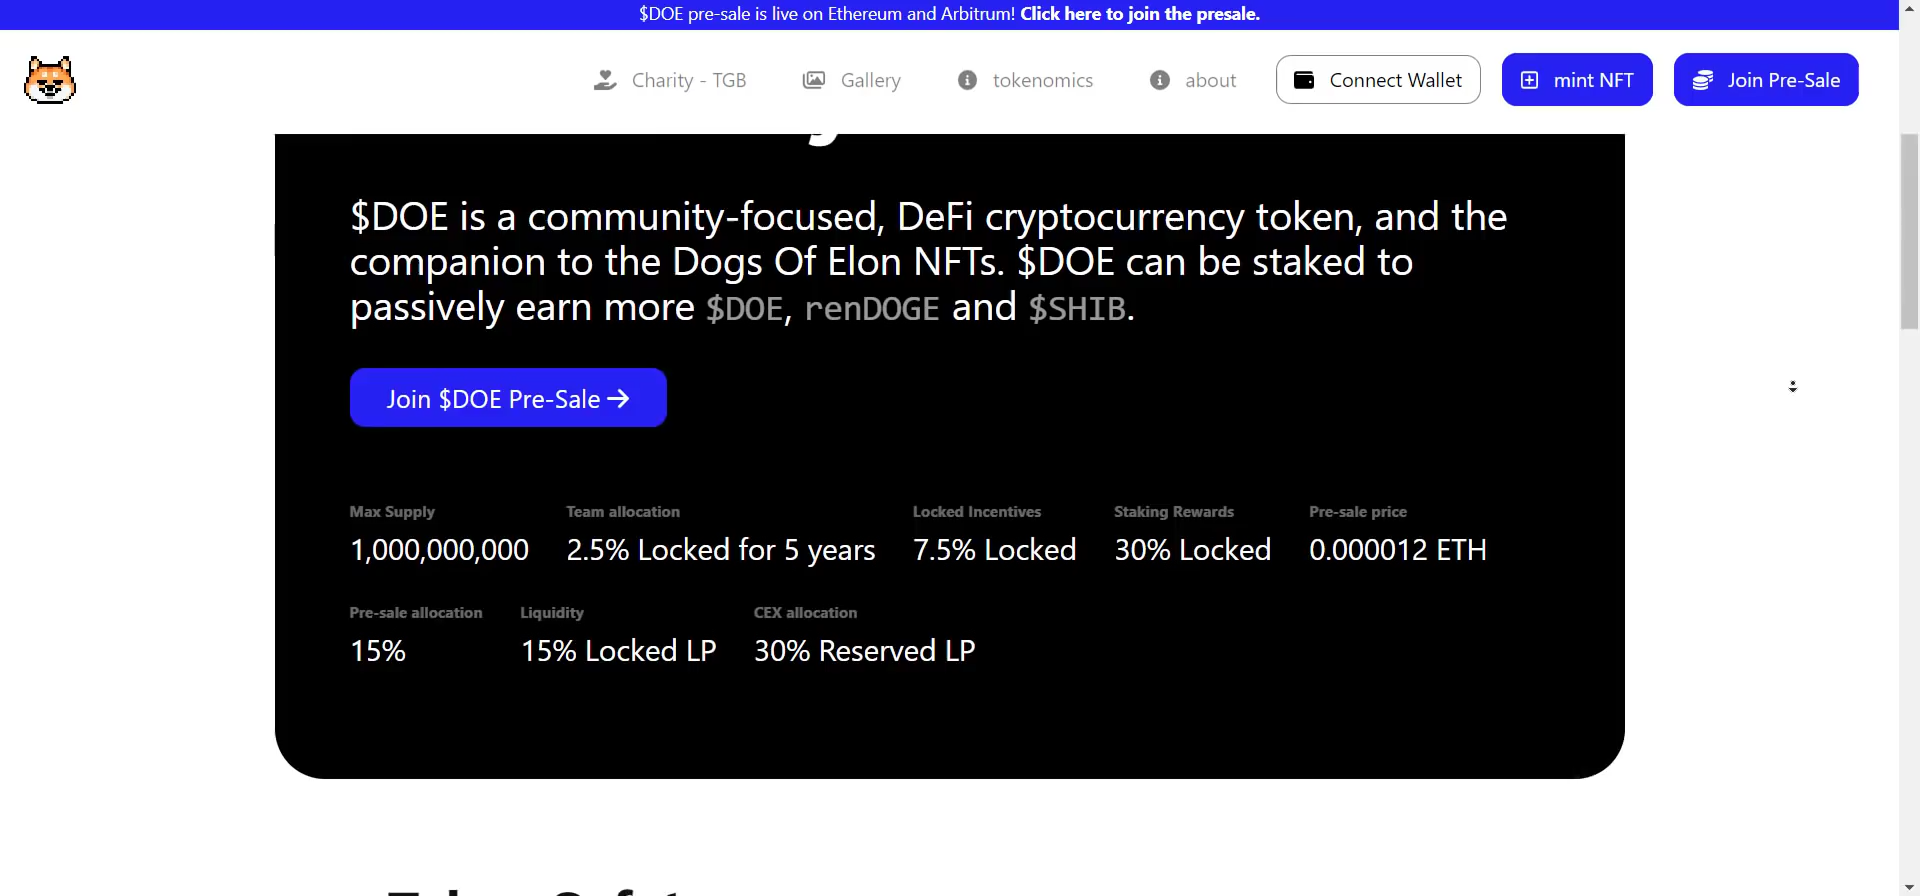 $DOE pre-sale is live on Ethereum and Arbitrum! Click here to join the presale.
Charity - TGB Gallery tokenomics about Connect Wallet mint NFT Join Pre-Sale
$DOE is a community-focused, DeFi cryptocurrency token, and the
companion to the Dogs Of Elon NFTs. $DOE can be staked to
passively earn more $DOE, renDOGE and $SHIB.
Join $DOE Pre-Sale
Max Supply Team allocation Locked Incentives Staking Rewards Pre-sale price
1,000,000,000 2.5% Locked for 5 years 7.5% Locked 30% Locked 0.000012 ETH
Pre-sale allocation Liquidity CEX allocation
15% 15% Locked LP 30% Reserved LP